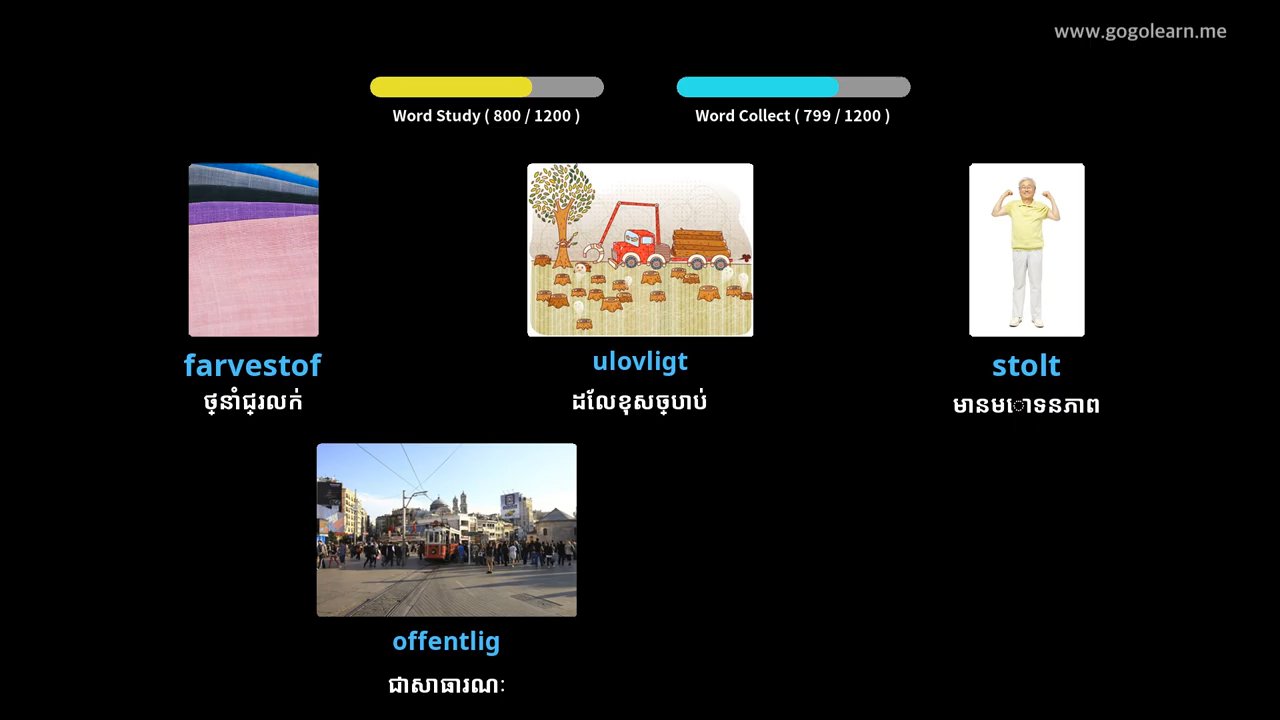 www.gogolearn.me
Word Study ( 800 / 1200 )
Word Collect ( 799 / 1200 )
farvestof
ថ្នាំជ្រលក់
ulovligt
ដែលខុសច្បាប់
stolt
មានមោទនភាព
offentlig
ជាសាធារណៈ